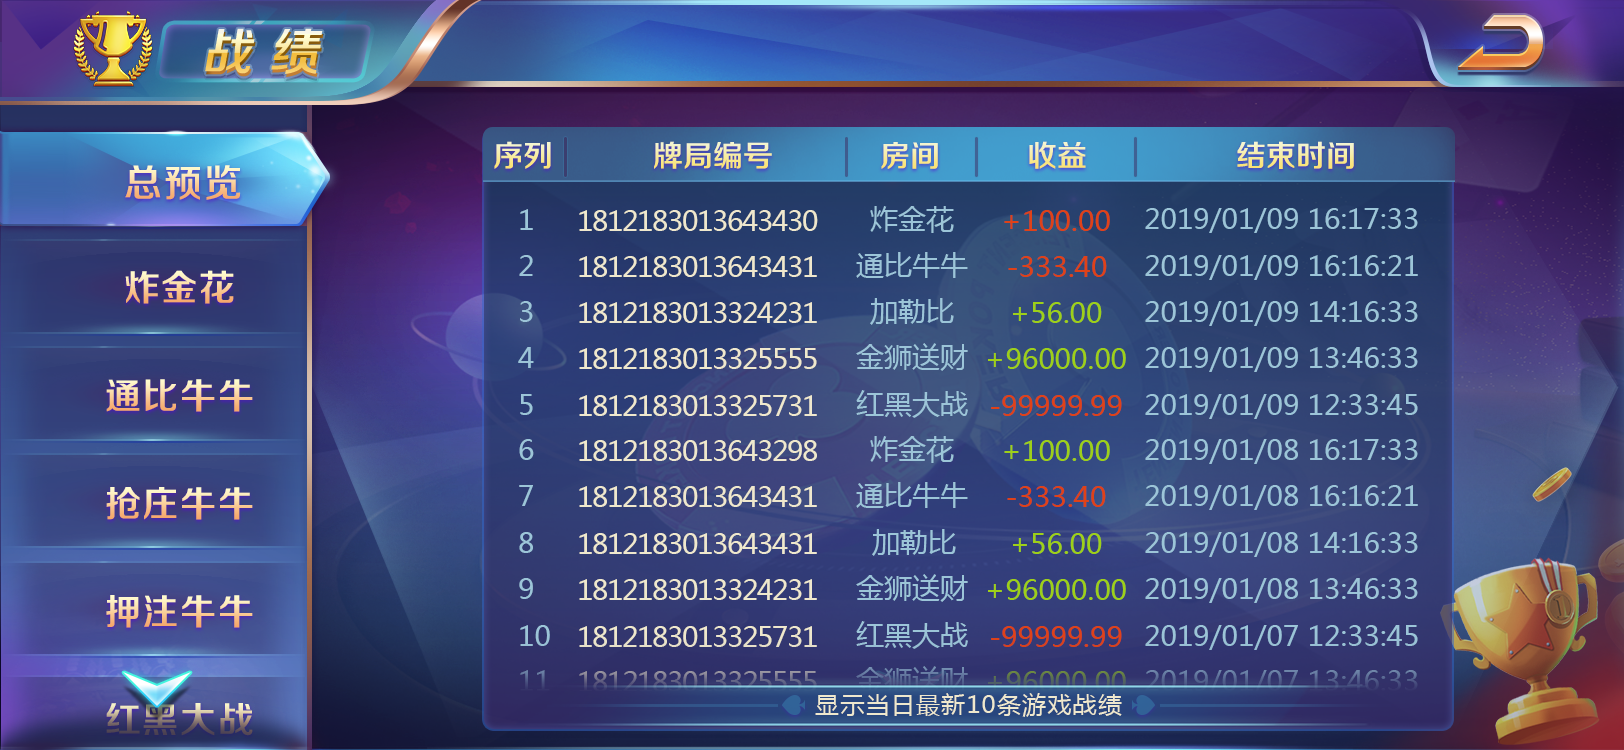 战绩
总预览
炸金花
通比牛牛
抢庄牛牛
押注牛牛
红黑大战
序列 牌局编号 房间 收益 结束时间
1 1812183013643430 炸金花 +100.00 2019/01/09 16:17:33
2 1812183013643431 通比牛牛 -333.40 2019/01/09 16:16:21
3 1812183013324231 加勒比 +56.00 2019/01/09 14:16:33
4 1812183013325555 金狮送财 +96000.00 2019/01/09 13:46:33
5 1812183013325731 红黑大战 -99999.99 2019/01/09 12:33:45
6 1812183013643298 炸金花 +100.00 2019/01/08 16:17:33
7 1812183013643431 通比牛牛 -333.40 2019/01/08 16:16:21
8 1812183013643431 加勒比 +56.00 2019/01/08 14:16:33
9 1812183013324231 金狮送财 +96000.00 2019/01/08 13:46:33
10 1812183013325731 红黑大战 -99999.99 2019/01/07 12:33:45
11 1812183013325555 金狮送财 +96000.00 2019/01/07 13:46:33
显示当日最新10条游戏战绩